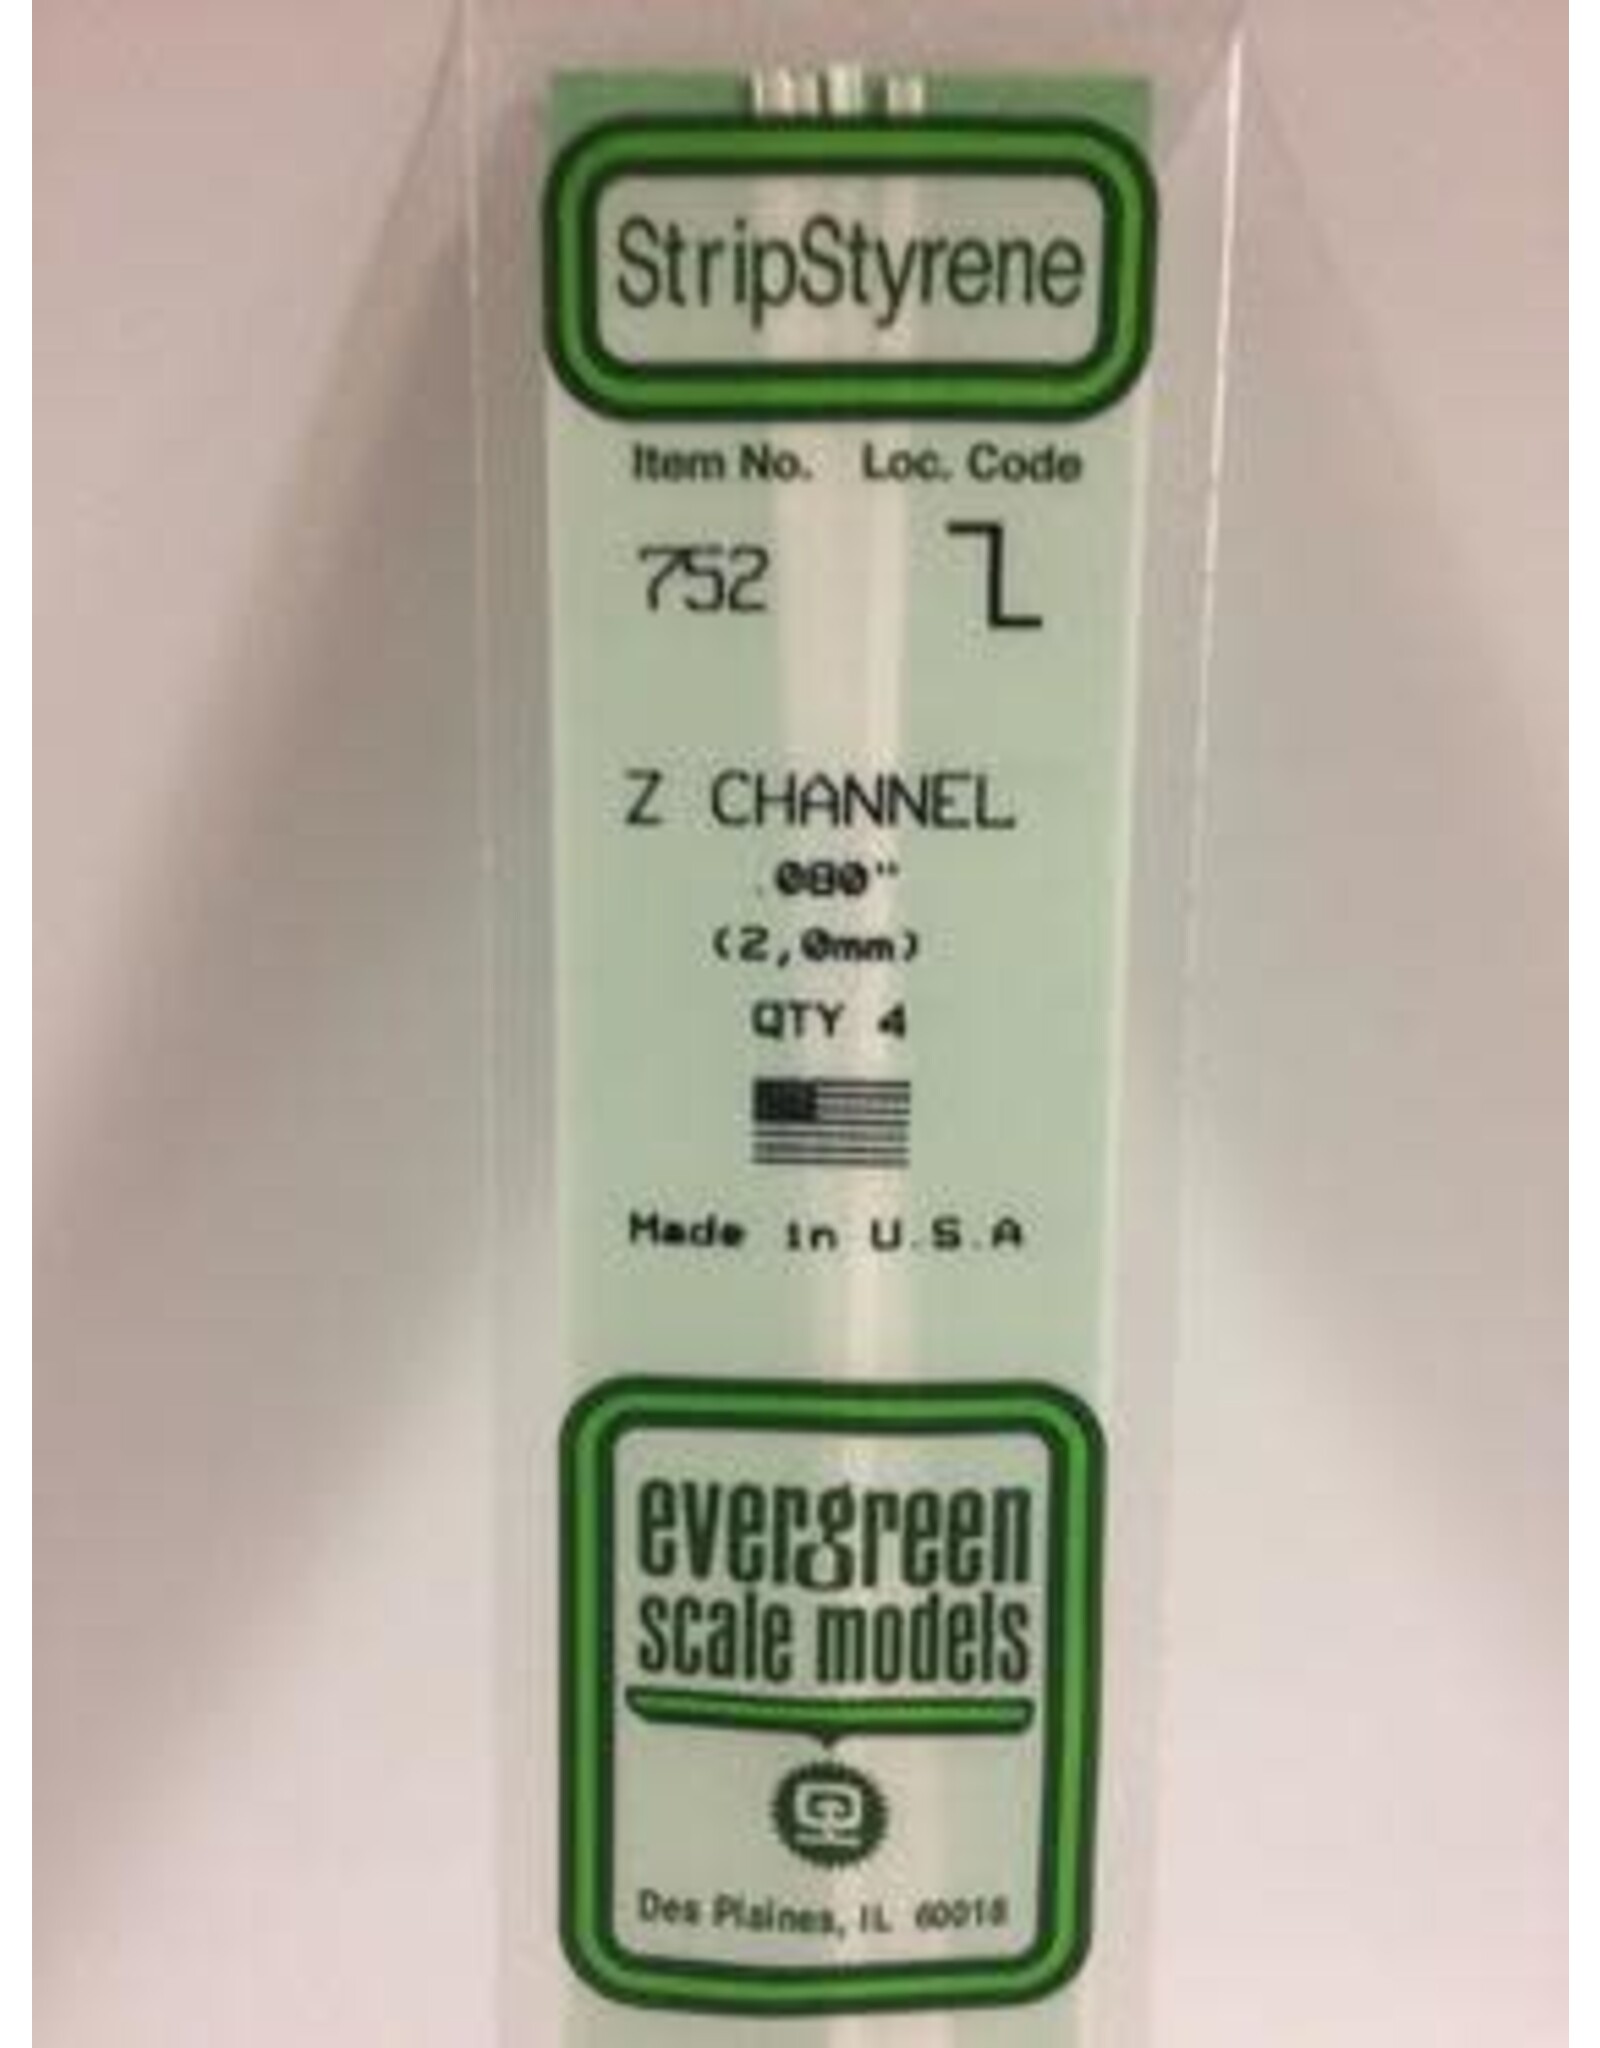 StripStyrene
Item No. Loc. Code
752
Z CHANNEL
.080"
(2,0mm)
QTY 4
Made in U.S.A
evergreen
scale models
Des Plaines, IL 60018